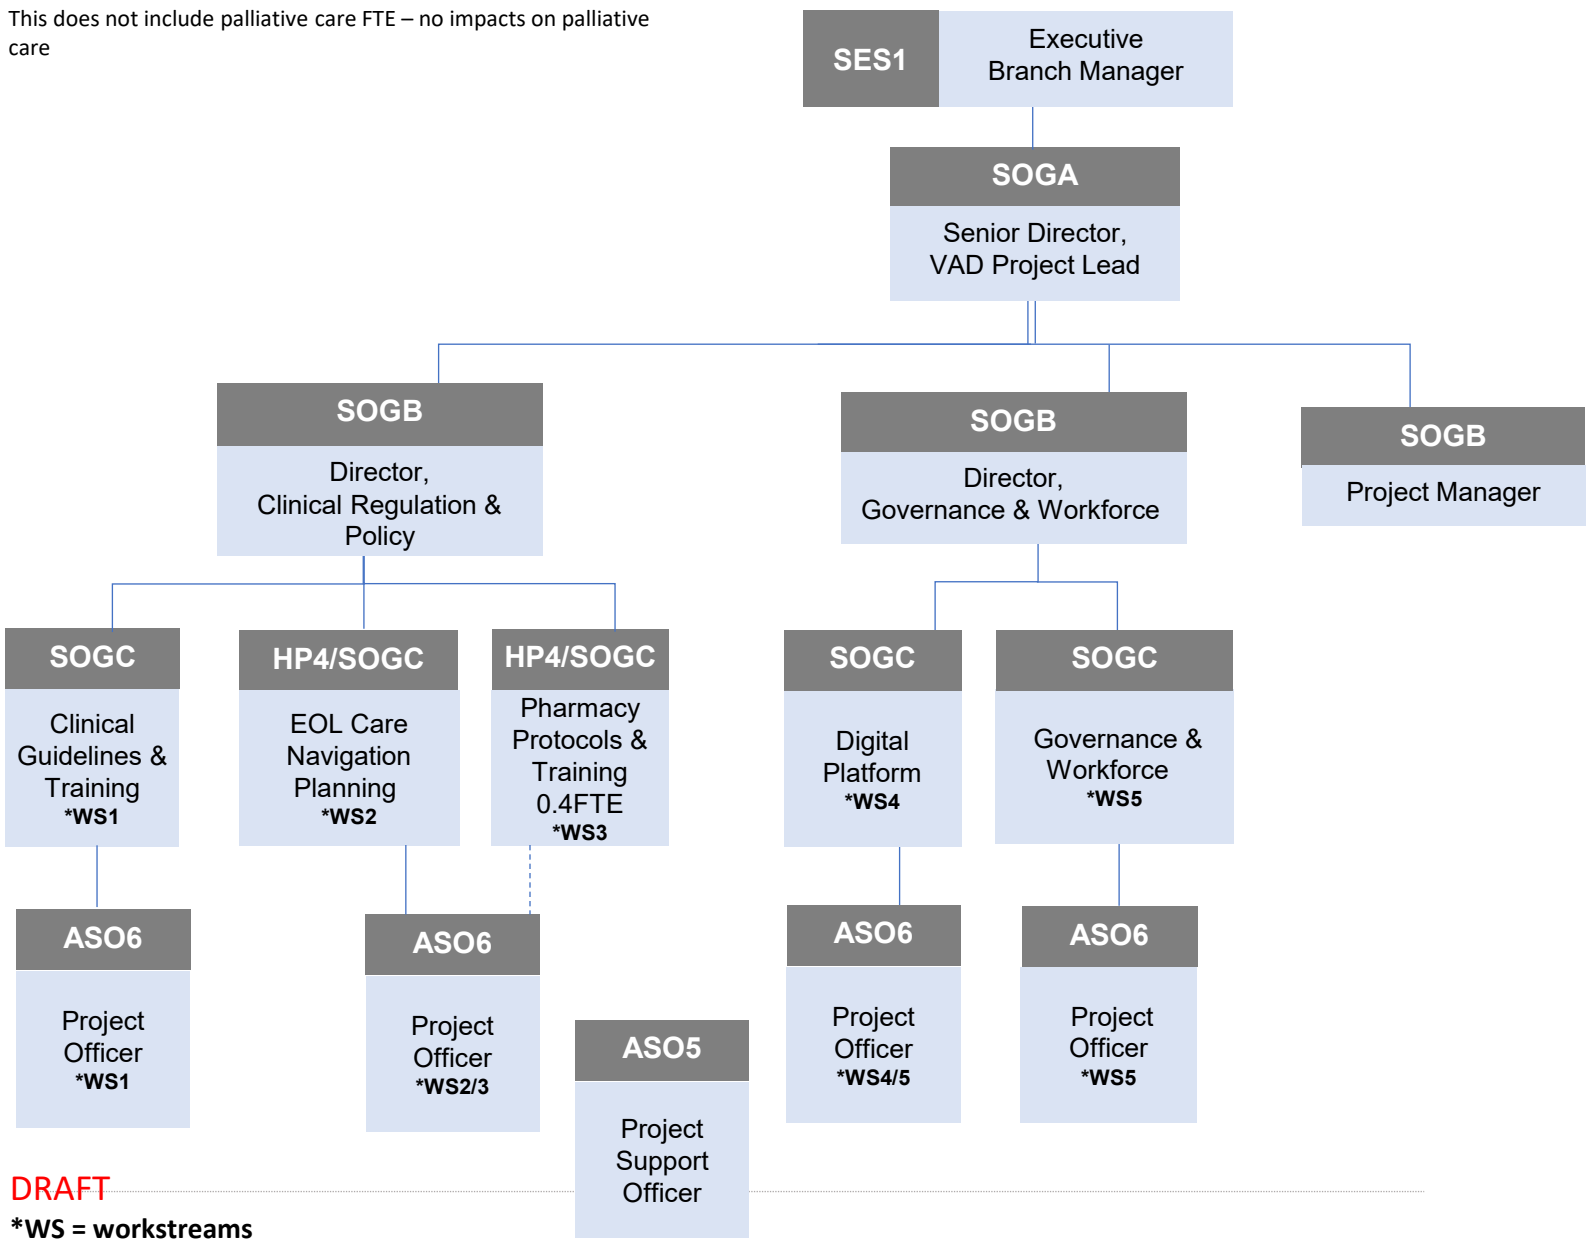 This does not include palliative care FTE – no impacts on palliative
care
SES1
Executive
Branch Manager
SOGA
Senior Director,
VAD Project Lead
SOGB
Director,
Clinical Regulation &
Policy
SOGB
Director,
Governance & Workforce
SOGB
Project Manager
SOGC
Clinical
Guidelines &
Training
*WS1
HP4/SOGC
EOL Care
Navigation
Planning
*WS2
HP4/SOGC
Pharmacy
Protocols &
Training
0.4FTE
*WS3
SOGC
Digital
Platform
*WS4
SOGC
Governance &
Workforce
*WS5
ASO6
Project
Officer
*WS1
ASO6
Project
Officer
*WS2/3
ASO5
Project
Support
Officer
ASO6
Project
Officer
*WS4/5
ASO6
Project
Officer
*WS5
DRAFT
*WS = workstreams